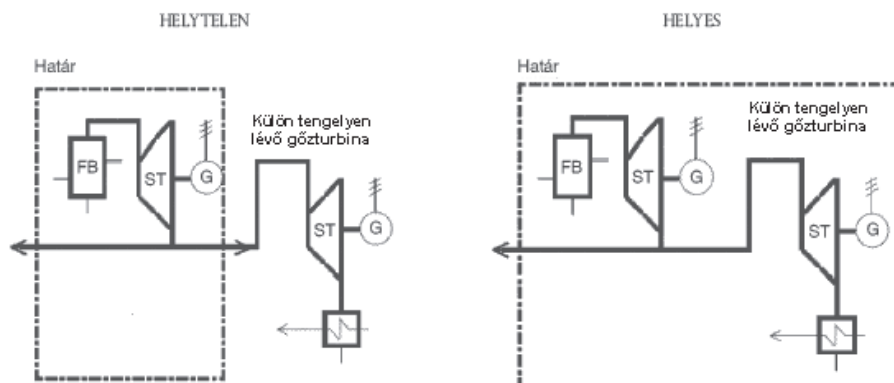 HELYTELEN
HELYES
Határ
Határ
Külön tengelyen
lévő gőzturbina
Külön tengelyen
lévő gőzturbina
FB
ST
G
ST
G
FB
ST
G
ST
G